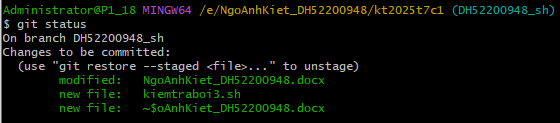 Administrator@P1_18 MINGW64 /e/NgoAnhKiet_DH52200948/kt2025t7c1 (DH52200948_sh)
$ git status
On branch DH52200948_sh
Changes to be committed:
  (use "git restore --staged <file>..." to unstage)
        modified:   NgoAnhKiet_DH52200948.docx
        new file:   kiemtraboi3.sh
        new file:   ~$oAnhKiet_DH52200948.docx